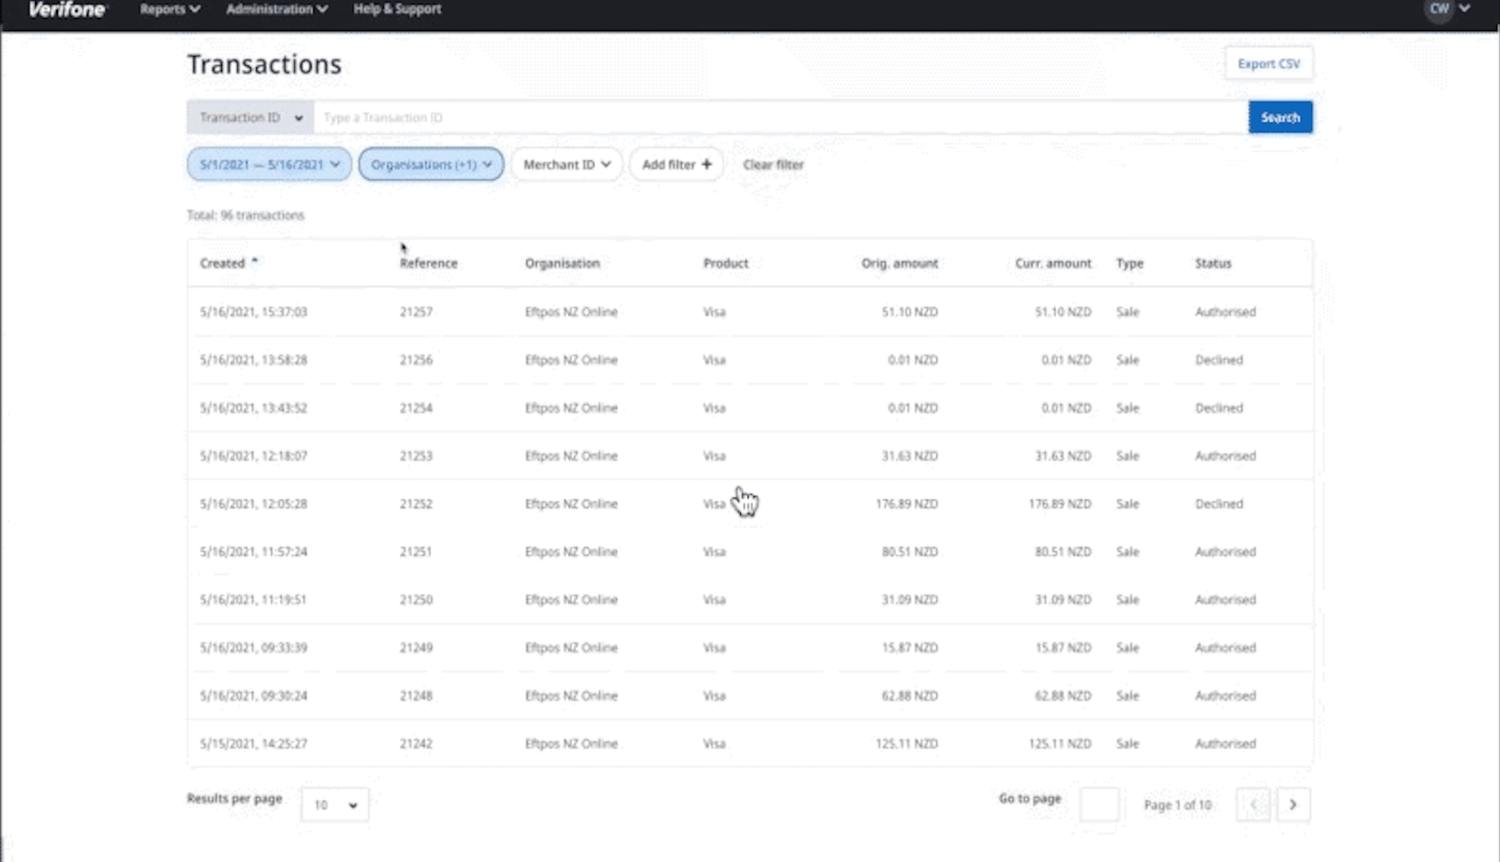 Verifone Reports Administration Help & Support CW
Transactions Export CSV
Transaction ID Type a Transaction ID Search
5/1/2021 — 5/16/2021 Organisations (+1) Merchant ID Add filter + Clear filter
Total: 96 transactions
Created Reference Organisation Product Orig. amount Curr. amount Type Status
5/16/2021, 15:37:03 21257 Eftpos NZ Online Visa 51.10 NZD 51.10 NZD Sale Authorised
5/16/2021, 13:58:28 21256 Eftpos NZ Online Visa 0.01 NZD 0.01 NZD Sale Declined
5/16/2021, 13:43:52 21254 Eftpos NZ Online Visa 0.01 NZD 0.01 NZD Sale Declined
5/16/2021, 12:18:07 21253 Eftpos NZ Online Visa 31.63 NZD 31.63 NZD Sale Authorised
5/16/2021, 12:05:28 21252 Eftpos NZ Online Visa 176.89 NZD 176.89 NZD Sale Declined
5/16/2021, 11:57:24 21251 Eftpos NZ Online Visa 80.51 NZD 80.51 NZD Sale Authorised
5/16/2021, 11:19:51 21250 Eftpos NZ Online Visa 31.09 NZD 31.09 NZD Sale Authorised
5/16/2021, 09:33:39 21249 Eftpos NZ Online Visa 15.87 NZD 15.87 NZD Sale Authorised
5/16/2021, 09:30:24 21248 Eftpos NZ Online Visa 62.88 NZD 62.88 NZD Sale Authorised
5/15/2021, 14:25:27 21242 Eftpos NZ Online Visa 125.11 NZD 125.11 NZD Sale Authorised
Results per page 10 Go to page Page 1 of 10